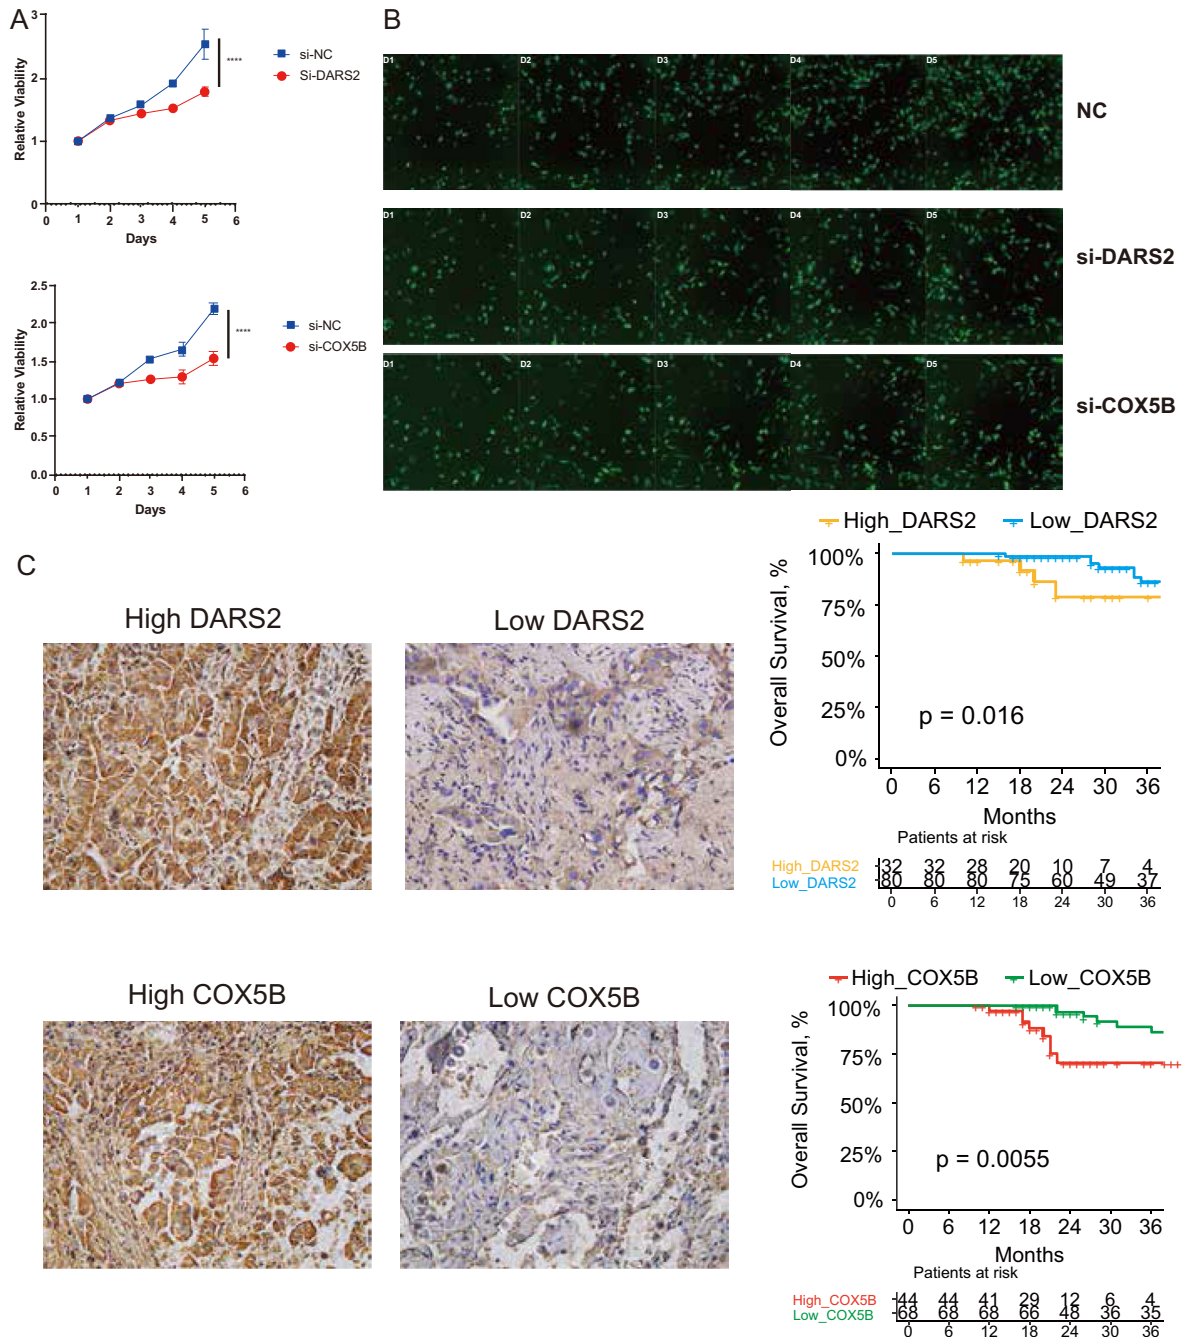 A
3
2
1
0
Relative Viability
0 1 2 3 4 5 6
Days
si-NC
Si-DARS2
****
2.5
2.0
1.5
1.0
0.5
0.0
Relative Viability
0 1 2 3 4 5 6
Days
si-NC
si-COX5B
****
B
D1 D2 D3 D4 D5
NC
D1 D2 D3 D4 D5
si-DARS2
D1 D2 D3 D4 D5
si-COX5B
C
High DARS2
Low DARS2
High_DARS2 Low_DARS2
100%
75%
50%
25%
0%
Overall Survival, %
p = 0.016
0 6 12 18 24 30 36
Months
Patients at risk
High_DARS2 32 32 28 20 10 7 4
Low_DARS2 80 80 80 75 60 49 37
0 6 12 18 24 30 36
High COX5B
Low COX5B
High_COX5B Low_COX5B
100%
75%
50%
25%
0%
Overall Survival, %
p = 0.0055
0 6 12 18 24 30 36
Months
Patients at risk
High_COX5B 44 44 41 29 12 6 4
Low_COX5B 68 68 68 66 48 36 35
0 6 12 18 24 30 36